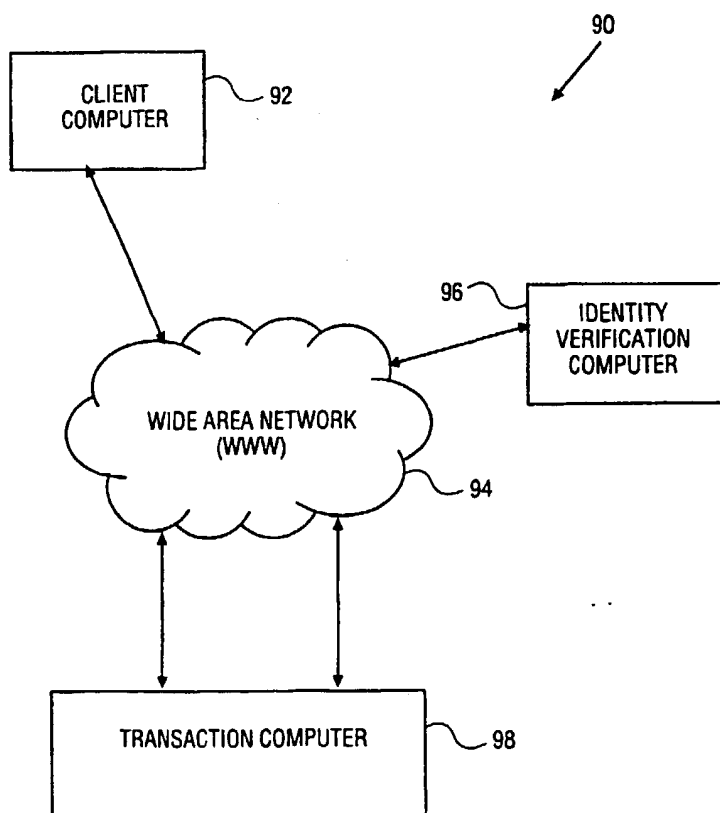 90
CLIENT
COMPUTER
92
96
IDENTITY
VERIFICATION
COMPUTER
WIDE AREA NETWORK
(WWW)
94
TRANSACTION COMPUTER
98